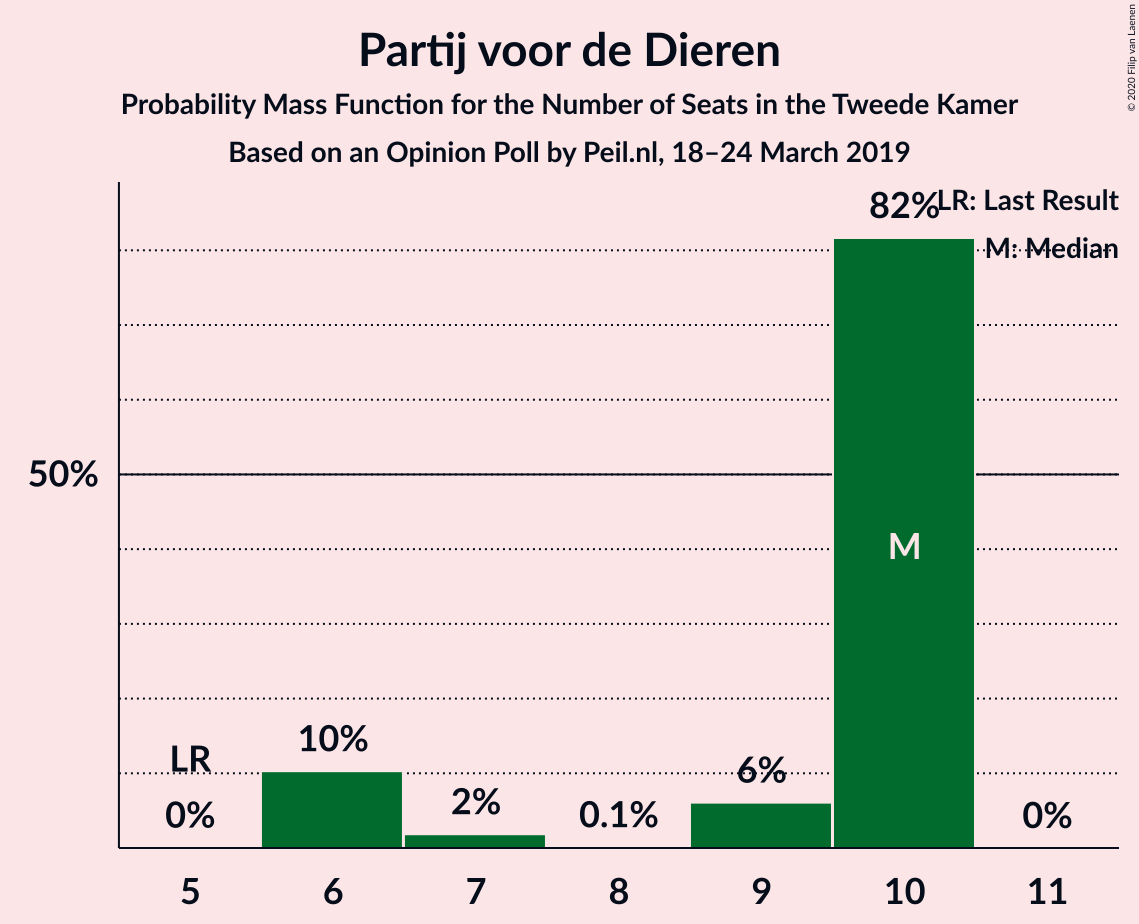 Partij voor de Dieren
Probability Mass Function for the Number of Seats in the Tweede Kamer
Based on an Opinion Poll by Peil.nl, 18–24 March 2019
© 2020 Filip van Laenen
LR: Last Result
M: Median
82%
50%
M
LR
10%
6%
2%
0%
0.1%
0%
5 6 7 8 9 10 11